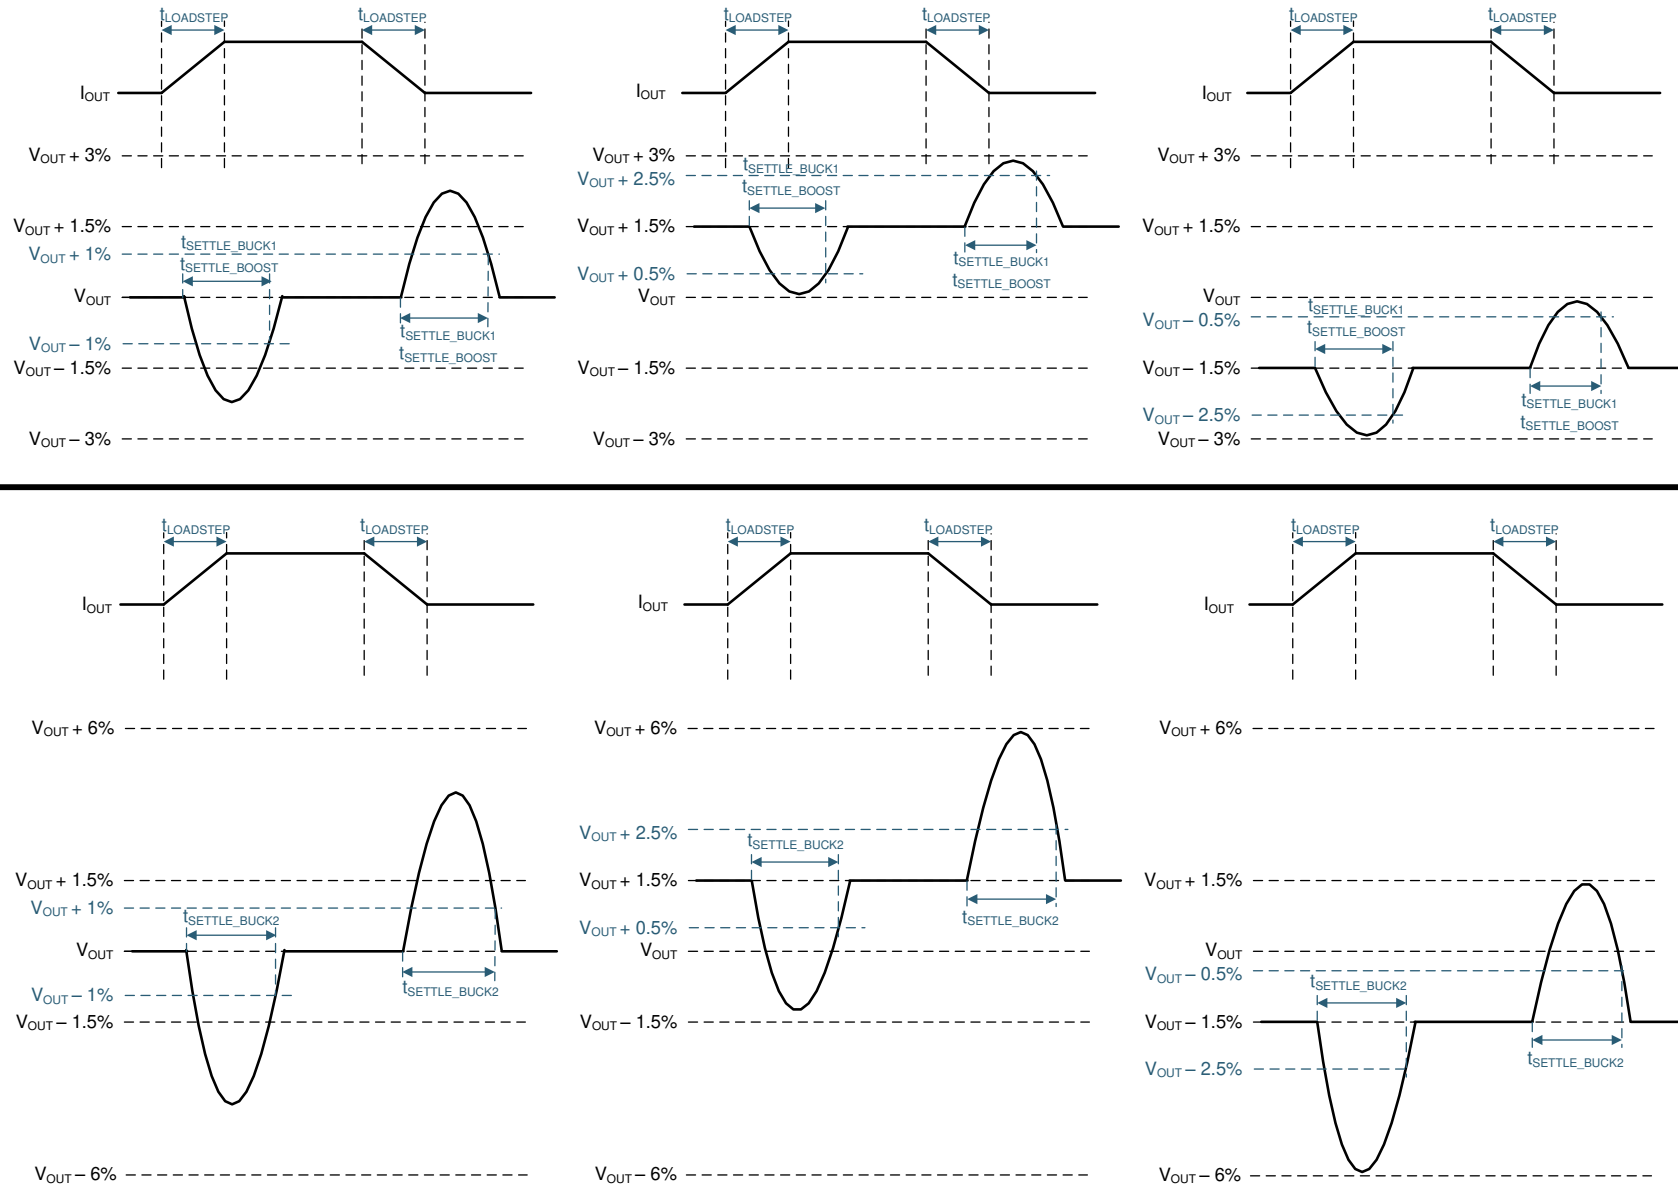 tLOADSTEP tLOADSTEP
IOUT
VOUT + 3%
VOUT + 1.5%
tSETTLE_BUCK1
VOUT + 1%
tSETTLE_BOOST
VOUT
tSETTLE_BUCK1
VOUT – 1%
tSETTLE_BOOST
VOUT – 1.5%
VOUT – 3%
tLOADSTEP tLOADSTEP
IOUT
VOUT + 3%
tSETTLE_BUCK1
VOUT + 2.5%
tSETTLE_BOOST
VOUT + 1.5%
tSETTLE_BUCK1
VOUT + 0.5%
tSETTLE_BOOST
VOUT
VOUT – 1.5%
VOUT – 3%
tLOADSTEP tLOADSTEP
IOUT
VOUT + 3%
VOUT + 1.5%
VOUT
tSETTLE_BUCK1
VOUT – 0.5%
tSETTLE_BOOST
VOUT – 1.5%
tSETTLE_BUCK1
VOUT – 2.5%
tSETTLE_BOOST
VOUT – 3%
tLOADSTEP tLOADSTEP
IOUT
VOUT + 6%
VOUT + 1.5%
VOUT + 1%
tSETTLE_BUCK2
VOUT
tSETTLE_BUCK2
VOUT – 1%
VOUT – 1.5%
VOUT – 6%
tLOADSTEP tLOADSTEP
IOUT
VOUT + 6%
VOUT + 2.5%
tSETTLE_BUCK2
VOUT + 1.5%
tSETTLE_BUCK2
VOUT + 0.5%
VOUT
VOUT – 1.5%
VOUT – 6%
tLOADSTEP tLOADSTEP
IOUT
VOUT + 6%
VOUT + 1.5%
VOUT
VOUT – 0.5%
tSETTLE_BUCK2
VOUT – 1.5%
tSETTLE_BUCK2
VOUT – 2.5%
VOUT – 6%